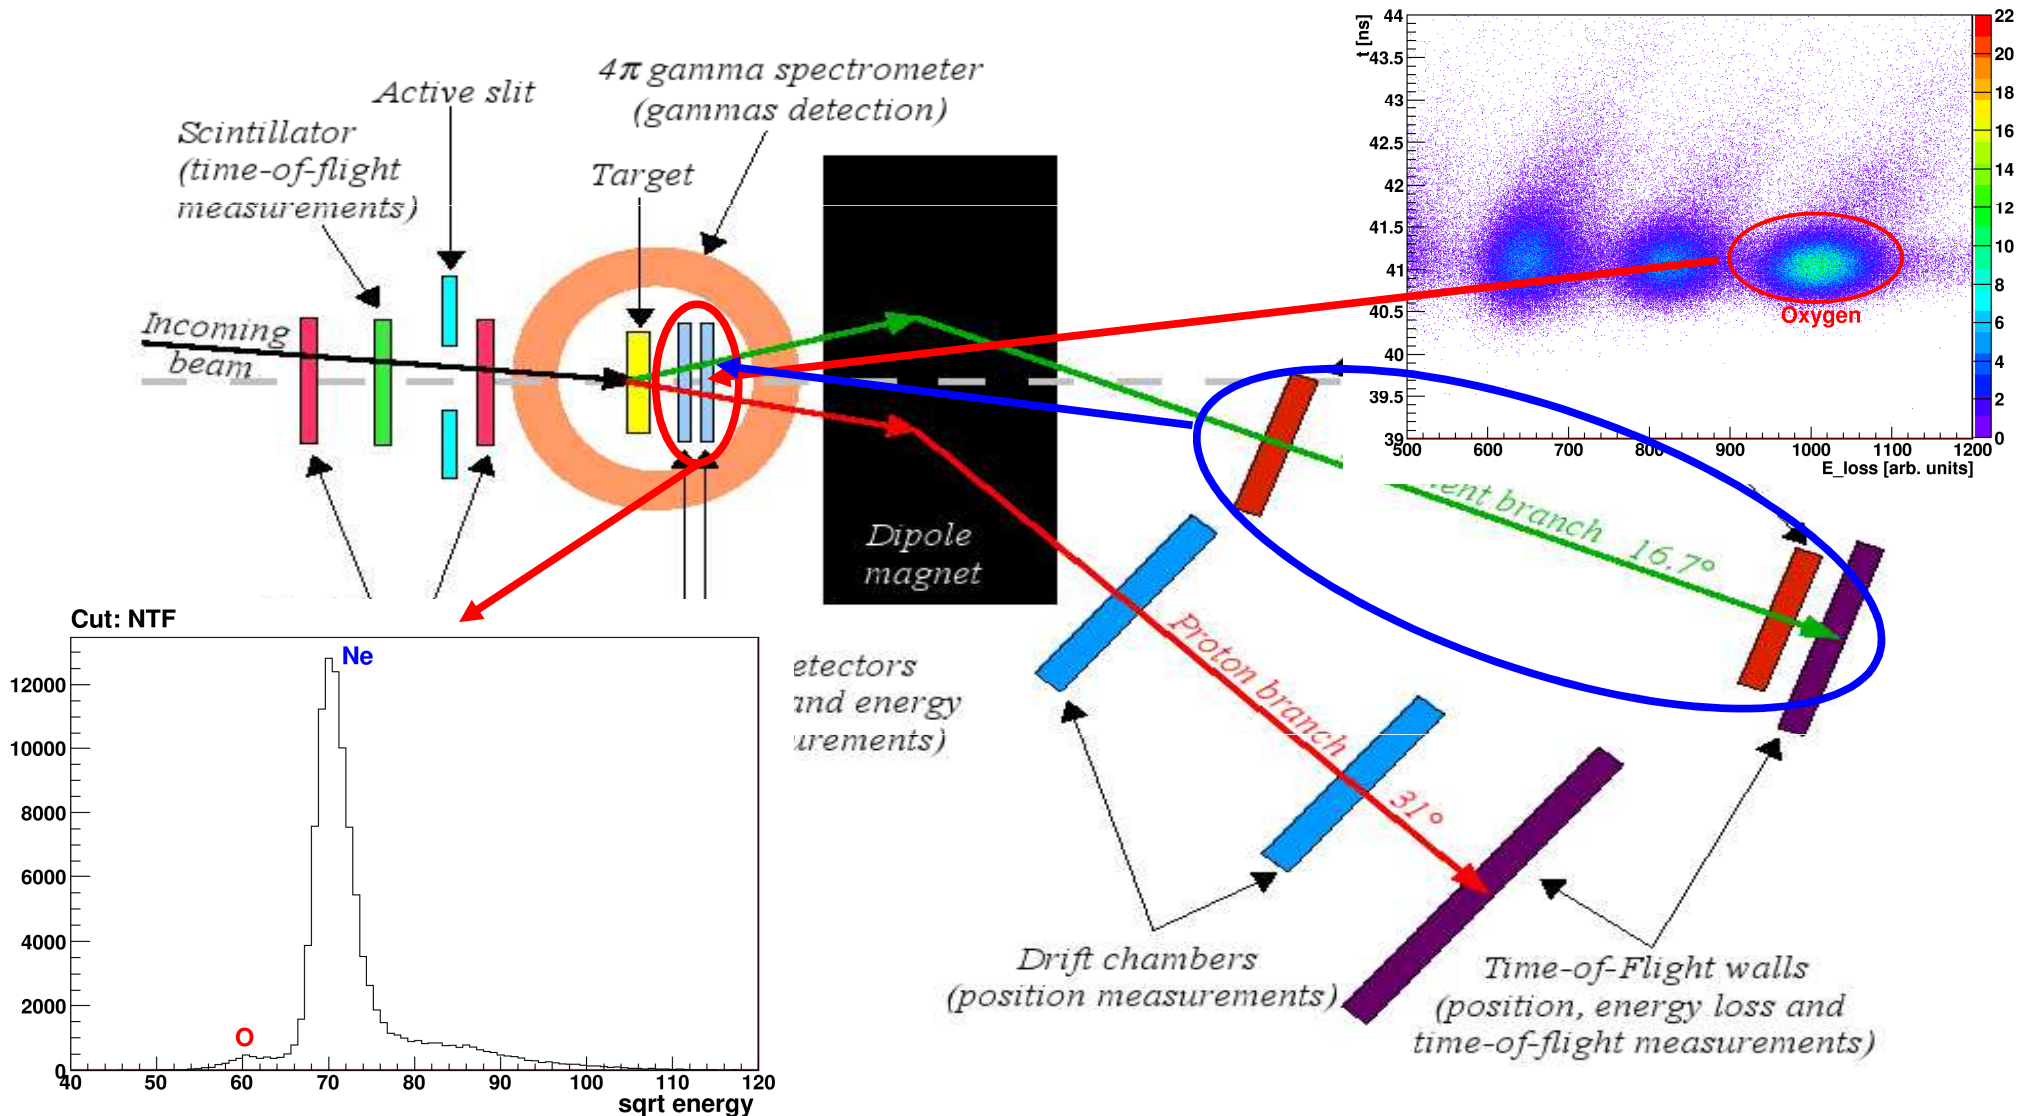 4π gamma spectrometer
(gammas detection)
Active slit
Scintillator
(time-of-flight
measurements)
Target
Incoming
beam
Dipole
magnet
t [ns]
44
43.5
43
42.5
42
41.5
41
40.5
40
39.5
39
500
600
700
800
900
1000
1100
1200
E_loss [arb. units]
Oxygen
22
20
18
16
14
12
10
8
6
4
2
0
branch 16.7°
Proton branch
31°
etectors
and energy
urements)
Cut: NTF
Ne
O
12000
10000
8000
6000
4000
2000
0
40
50
60
70
80
90
100
110
120
sqrt energy
Drift chambers
(position measurements)
Time-of-Flight walls
(position, energy loss and
time-of-flight measurements)